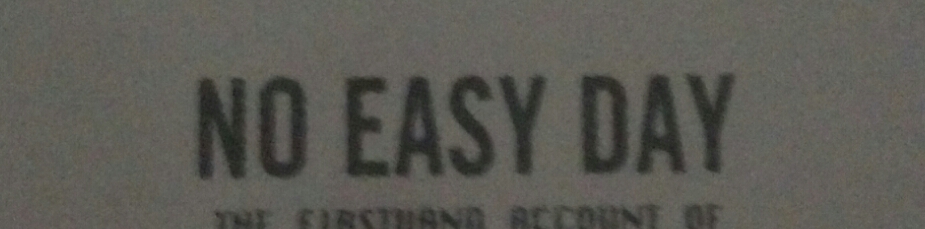 NO EASY DAY
THE FIRSTHAND ACCOUNT OF